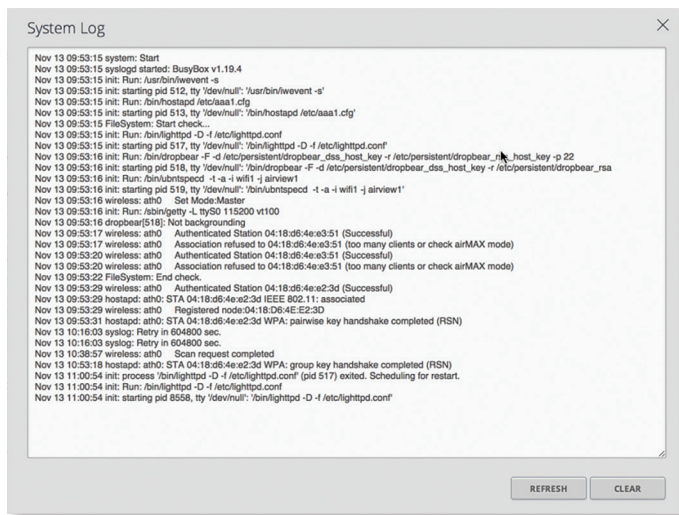 System Log
Nov 13 09:53:15 system: Start
Nov 13 09:53:15 syslogd started: BusyBox v1.19.4
Nov 13 09:53:15 init: Run: /usr/bin/iwevent -s
Nov 13 09:53:15 init: starting pid 512, tty '/dev/null': '/usr/bin/iwevent -s'
Nov 13 09:53:15 init: Run: /bin/hostapd /etc/aaa1.cfg
Nov 13 09:53:15 init: starting pid 513, tty '/dev/null': '/bin/hostapd /etc/aaa1.cfg'
Nov 13 09:53:15 FileSystem: Start check...
Nov 13 09:53:15 init: Run: /bin/lighttpd -D -f /etc/lighttpd.conf
Nov 13 09:53:15 init: starting pid 517, tty '/dev/null': '/bin/lighttpd -D -f /etc/lighttpd.conf'
Nov 13 09:53:16 init: Run: /bin/dropbear -F -d /etc/persistent/dropbear_dss_host_key -r /etc/persistent/dropbear_rsa_host_key -p 22
Nov 13 09:53:16 init: starting pid 518, tty '/dev/null': '/bin/dropbear -F -d /etc/persistent/dropbear_dss_host_key -r /etc/persistent/dropbear_rsa
Nov 13 09:53:16 init: Run: /bin/ubntspecd -t -a -i wifi1 -j airview1
Nov 13 09:53:16 init: starting pid 519, tty '/dev/null': '/bin/ubntspecd -t -a -i wifi1 -j airview1'
Nov 13 09:53:16 wireless: ath0 Set Mode:Master
Nov 13 09:53:16 init: Run: /sbin/getty -L ttyS0 115200 vt100
Nov 13 09:53:16 dropbear[518]: Not backgrounding
Nov 13 09:53:17 wireless: ath0 Authenticated Station 04:18:d6:4e:e3:51 (Successful)
Nov 13 09:53:17 wireless: ath0 Association refused to 04:18:d6:4e:e3:51 (too many clients or check airMAX mode)
Nov 13 09:53:20 wireless: ath0 Authenticated Station 04:18:d6:4e:e3:51 (Successful)
Nov 13 09:53:20 wireless: ath0 Association refused to 04:18:d6:4e:e3:51 (too many clients or check airMAX mode)
Nov 13 09:53:22 FileSystem: End check.
Nov 13 09:53:29 wireless: ath0 Authenticated Station 04:18:d6:4e:e2:3d (Successful)
Nov 13 09:53:29 hostapd: ath0: STA 04:18:d6:4e:e2:3d IEEE 802.11: associated
Nov 13 09:53:29 wireless: ath0 Registered node:04:18:D6:4E:E2:3D
Nov 13 09:53:31 hostapd: ath0: STA 04:18:d6:4e:e2:3d WPA: pairwise key handshake completed (RSN)
Nov 13 10:16:03 syslog: Retry in 604800 sec.
Nov 13 10:16:03 syslog: Retry in 604800 sec.
Nov 13 10:38:57 wireless: ath0 Scan request completed
Nov 13 10:53:18 hostapd: ath0: STA 04:18:d6:4e:e2:3d WPA: group key handshake completed (RSN)
Nov 13 11:00:54 init: process '/bin/lighttpd -D -f /etc/lighttpd.conf' (pid 517) exited. Scheduling for restart.
Nov 13 11:00:54 init: Run: /bin/lighttpd -D -f /etc/lighttpd.conf
Nov 13 11:00:54 init: starting pid 8558, tty '/dev/null': '/bin/lighttpd -D -f /etc/lighttpd.conf'
REFRESH
CLEAR